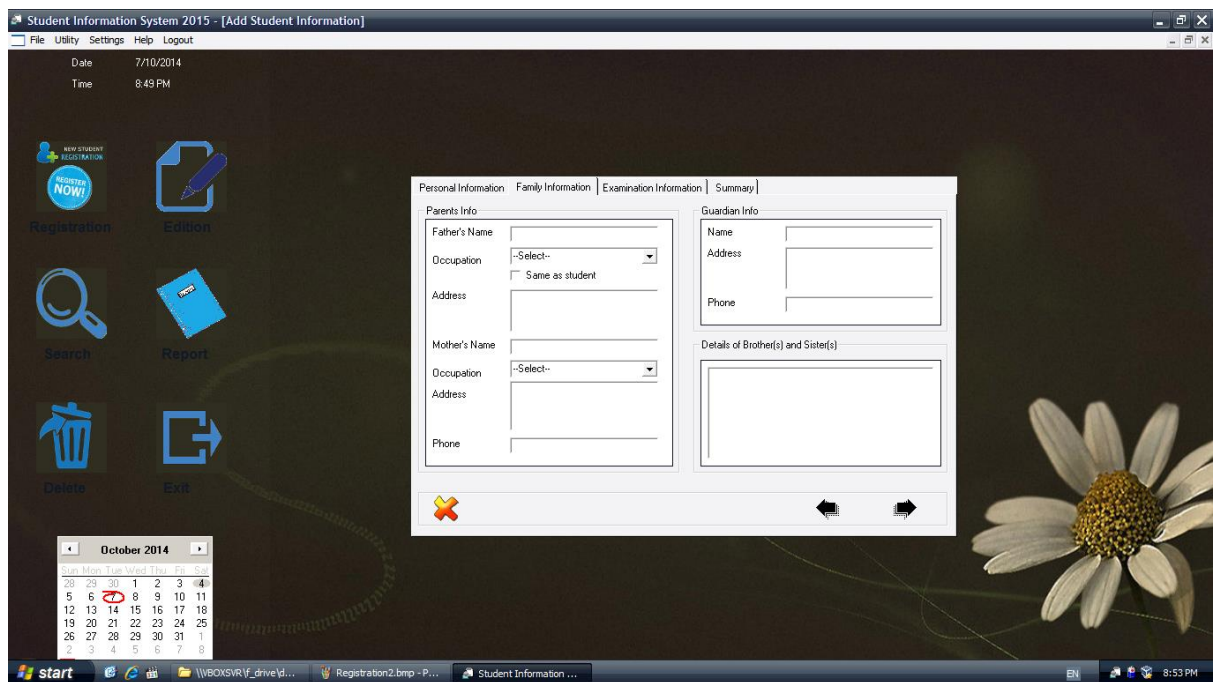 Student Information System 2015 - [Add Student Information]
File Utility Settings Help Logout
Date 7/10/2014
Time 8:49 PM
NEW STUDENT
REGISTRATION
REGISTER
NOW!
Registration
Edition
Search
Report
Delete
Exit
Personal Information Family Information Examination Information Summary
Parents Info
Father's Name
Occupation --Select--
Same as student
Address
Mother's Name
Occupation --Select--
Address
Phone
Guardian Info
Name
Address
Phone
Details of Brother(s) and Sister(s)
October 2014
Sun Mon Tue Wed Thu Fri Sat
28 29 30 1 2 3 4
5 6 7 8 9 10 11
12 13 14 15 16 17 18
19 20 21 22 23 24 25
26 27 28 29 30 31 1
2 3 4 5 6 7 8
start \\VBOXSVR\f_drive\d... Registration2.bmp - P... Student Information ... EN 8:53 PM